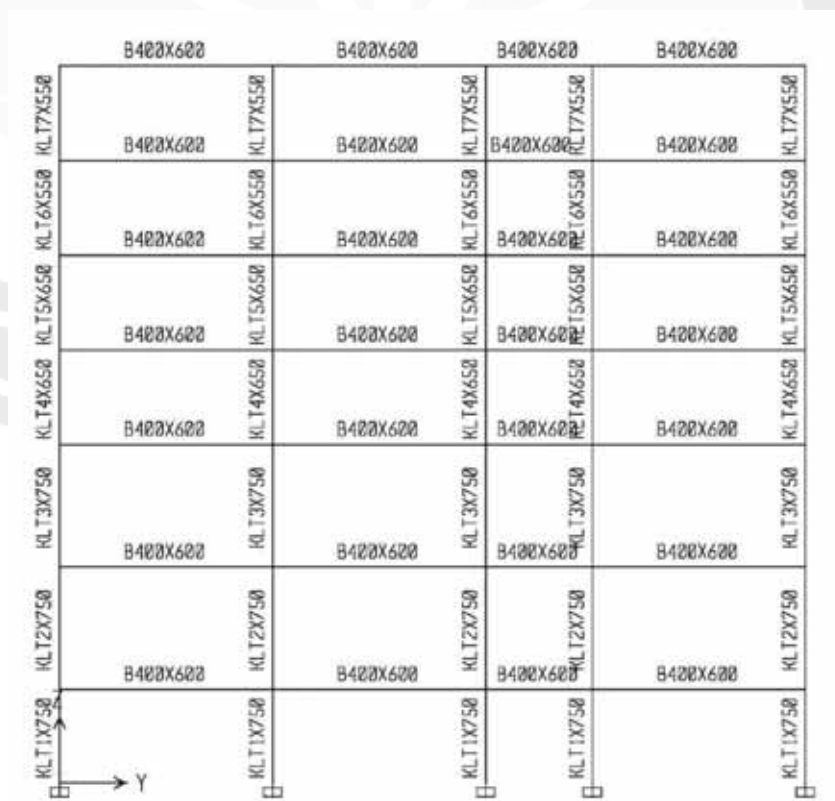 B400X600 B400X600 B400X600 B400X600
KLT7X550 KLT7X550 KLT7X550 KLT7X550 KLT7X550
B400X600 B400X600 B400X600 B400X600
KLT6X550 KLT6X550 KLT6X550 KLT6X550 KLT6X550
B400X600 B400X600 B400X600 B400X600
KLT5X650 KLT5X650 KLT5X650 KLT5X650 KLT5X650
B400X600 B400X600 B400X600 B400X600
KLT4X650 KLT4X650 KLT4X650 KLT4X650 KLT4X650
B400X600 B400X600 B400X600 B400X600
KLT3X750 KLT3X750 KLT3X750 KLT3X750 KLT3X750
B400X600 B400X600 B400X600 B400X600
KLT2X750 KLT2X750 KLT2X750 KLT2X750 KLT2X750
B400X600 B400X600 B400X600 B400X600
KLT1X750 KLT1X750 KLT1X750 KLT1X750 KLT1X750
Y